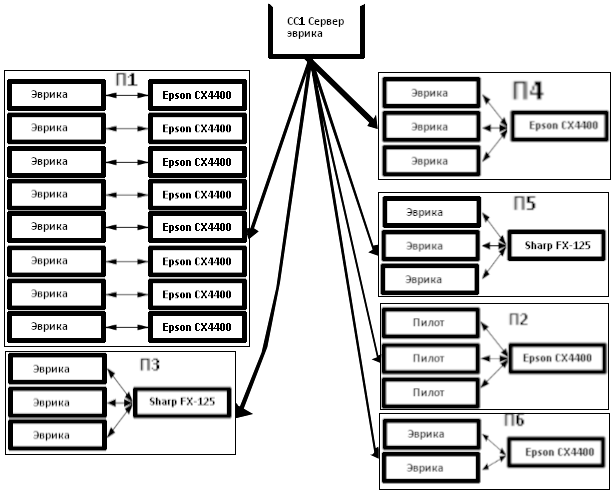 СС1 Сервер
эврика
П1
Эврика Epson CX4400
Эврика Epson CX4400
Эврика Epson CX4400
Эврика Epson CX4400
Эврика Epson CX4400
Эврика Epson CX4400
Эврика Epson CX4400
Эврика Epson CX4400
П3
Эврика
Эврика Sharp FX-125
Эврика
П4
Эврика
Эврика Epson CX4400
Эврика
П5
Эврика
Эврика Sharp FX-125
Эврика
П2
Пилот
Пилот Epson CX4400
Пилот
П6
Эврика
Epson CX4400
Эврика